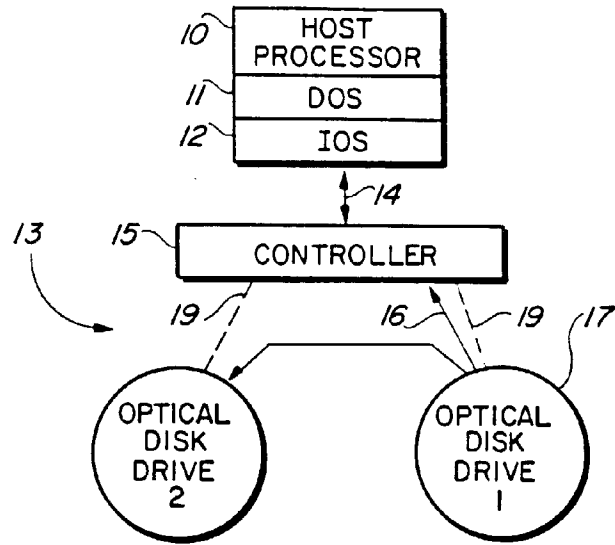 10
HOST
PROCESSOR
11
DOS
12
IOS
14
13
15
CONTROLLER
19
16
19
17
OPTICAL
DISK
DRIVE
2
OPTICAL
DISK
DRIVE
1